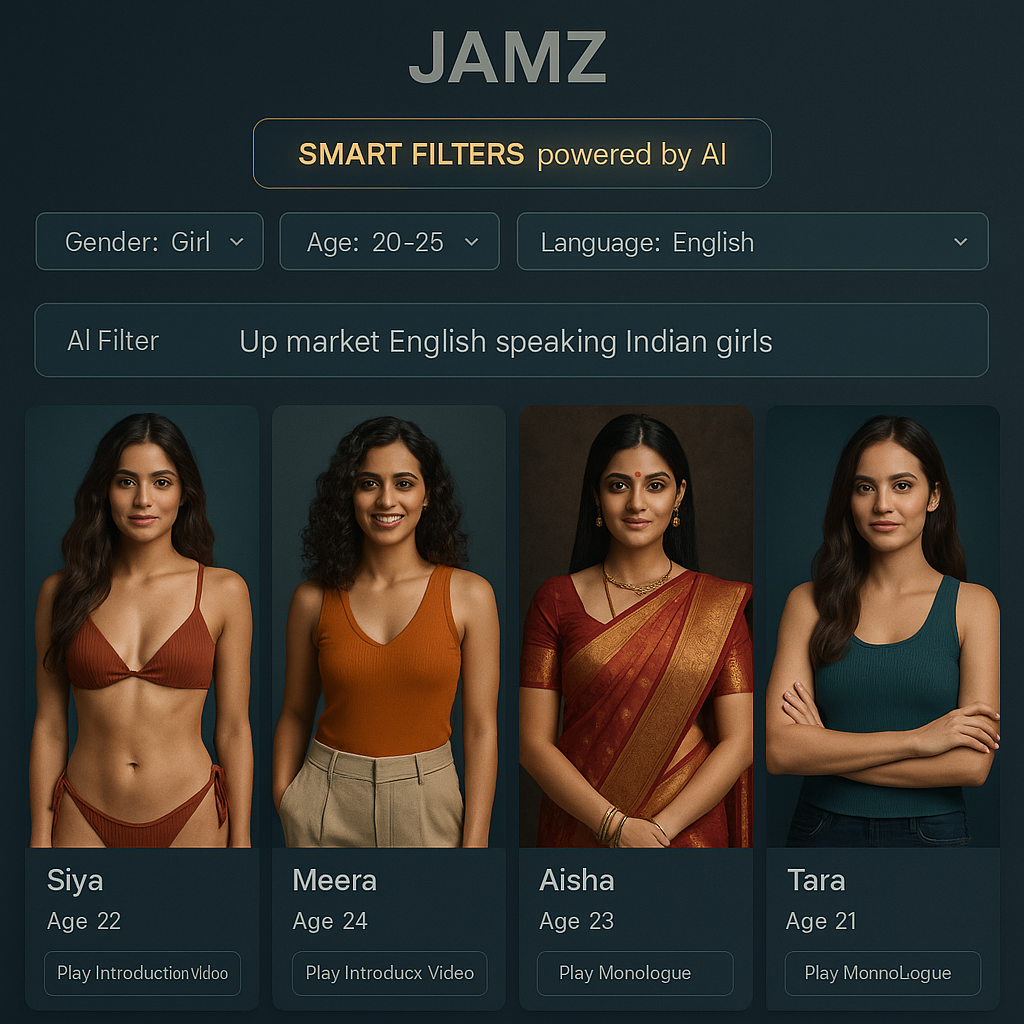 JAMZ
SMART FILTERS powered by AI
Gender: Girl
Age: 20-25
Language: English
AI Filter
Up market English speaking Indian girls
Siya
Age 22
Play Introduction Vldoo
Meera
Age 24
Play Introducx Video
Aisha
Age 23
Play Monologue
Tara
Age 21
Play MonnoLogue